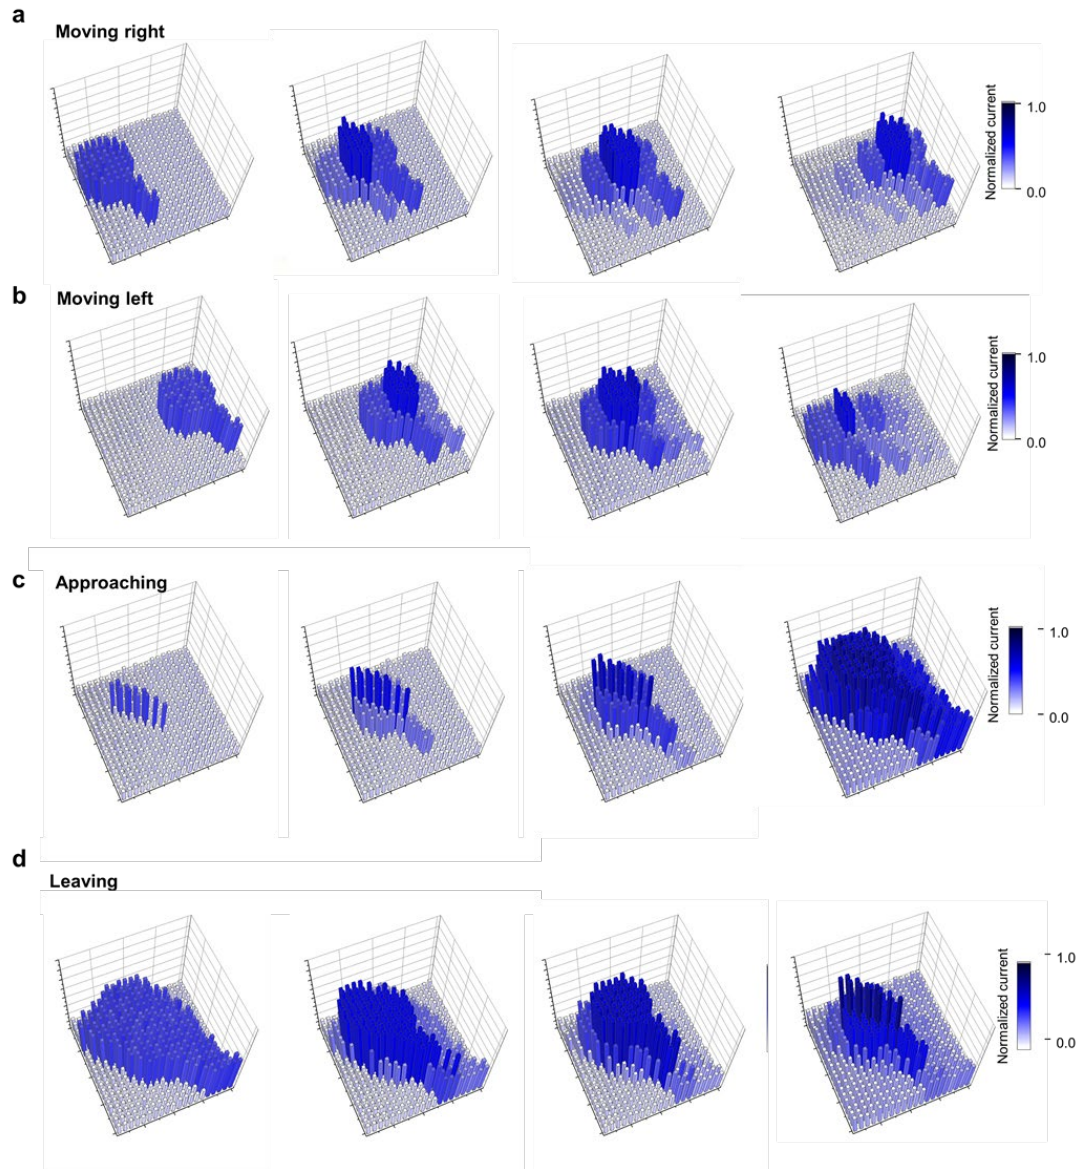 a
Moving right
Normalized current
1.0
0.0
b
Moving left
Normalized current
1.0
0.0
c
Approaching
Normalized current
1.0
0.0
d
Leaving
Normalized current
1.0
0.0